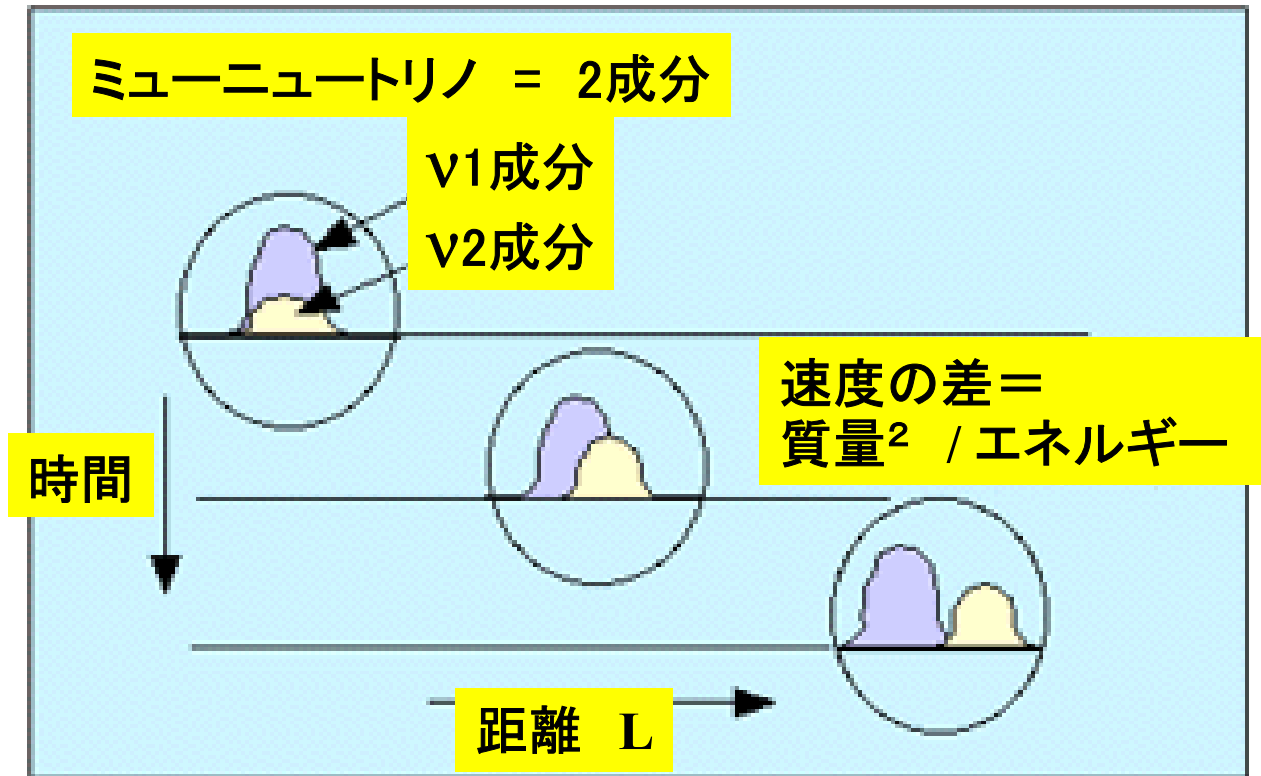 ミューニュートリノ = 2成分
ν1成分
ν2成分
速度の差＝
質量² /エネルギー
時間
距離 L